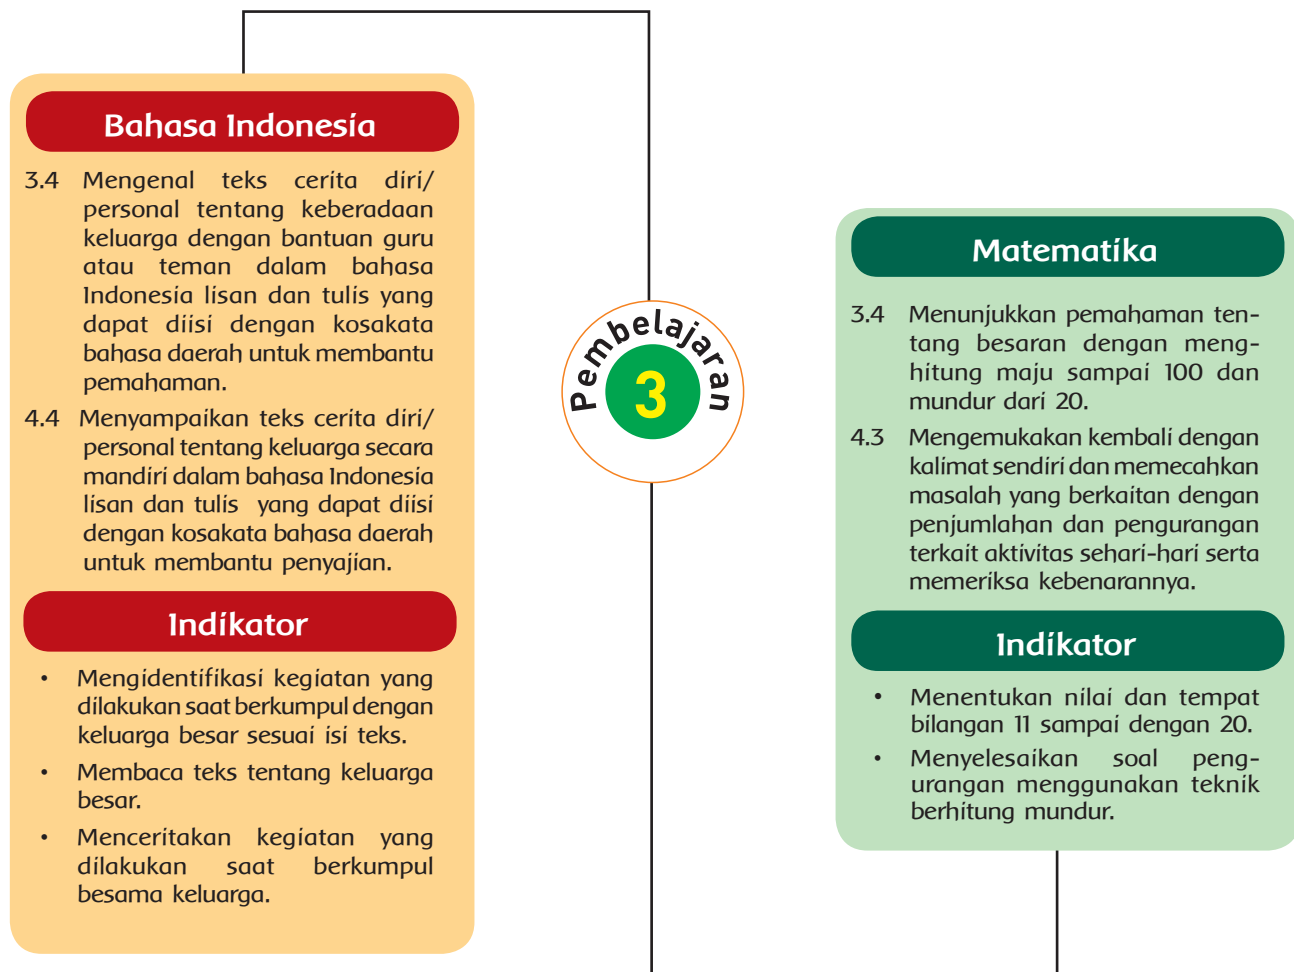 Bahasa Indonesia
3.4 Mengenal teks cerita diri/
personal tentang keberadaan
keluarga dengan bantuan guru
atau teman dalam bahasa
Indonesia lisan dan tulis yang
dapat diisi dengan kosakata
bahasa daerah untuk membantu
pemahaman.
4.4 Menyampaikan teks cerita diri/
personal tentang keluarga secara
mandiri dalam bahasa Indonesia
lisan dan tulis yang dapat diisi
dengan kosakata bahasa daerah
untuk membantu penyajian.
Indikator
• Mengidentifikasi kegiatan yang
dilakukan saat berkumpul dengan
keluarga besar sesuai isi teks.
• Membaca teks tentang keluarga
besar.
• Menceritakan kegiatan yang
dilakukan saat berkumpul
besama keluarga.
Pembelajaran
3
Matematika
3.4 Menunjukkan pemahaman ten-
tang besaran dengan meng-
hitung maju sampai 100 dan
mundur dari 20.
4.3 Mengemukakan kembali dengan
kalimat sendiri dan memecahkan
masalah yang berkaitan dengan
penjumlahan dan pengurangan
terkait aktivitas sehari-hari serta
memeriksa kebenarannya.
Indikator
• Menentukan nilai dan tempat
bilangan 11 sampai dengan 20.
• Menyelesaikan soal peng-
urangan menggunakan teknik
berhitung mundur.